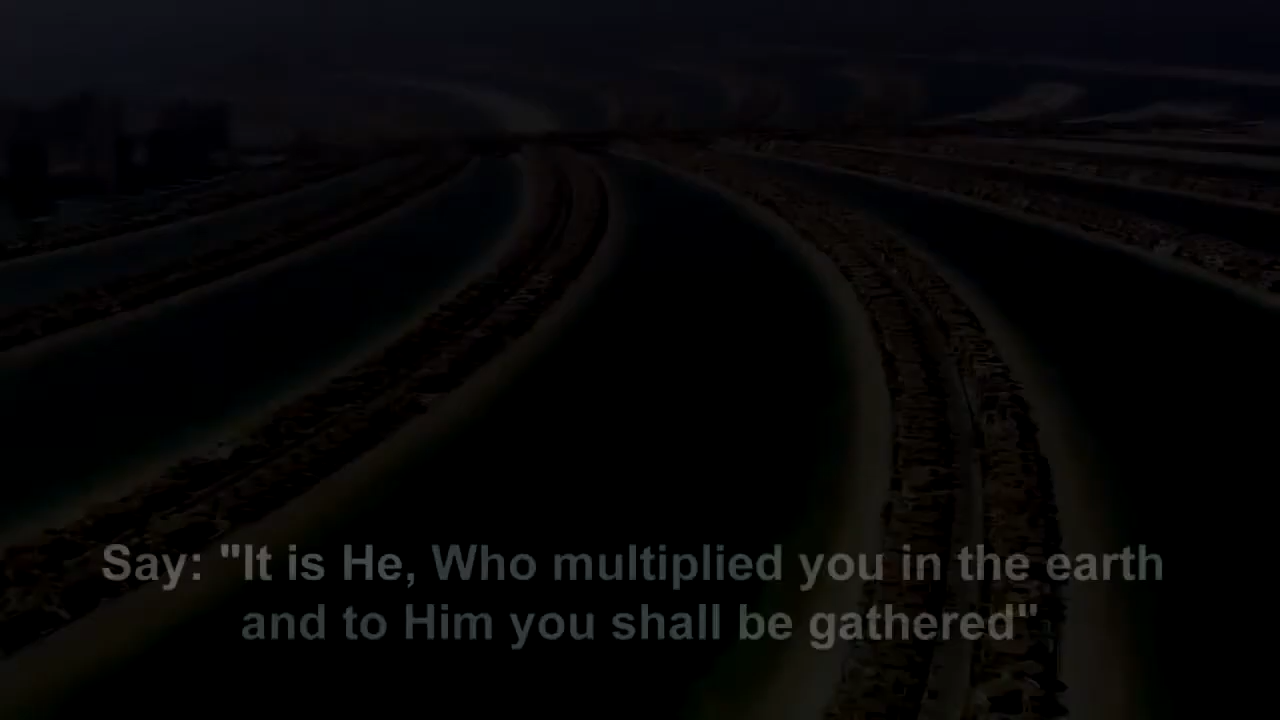 Say: "It is He, Who multiplied you in the earth
and to Him you shall be gathered"